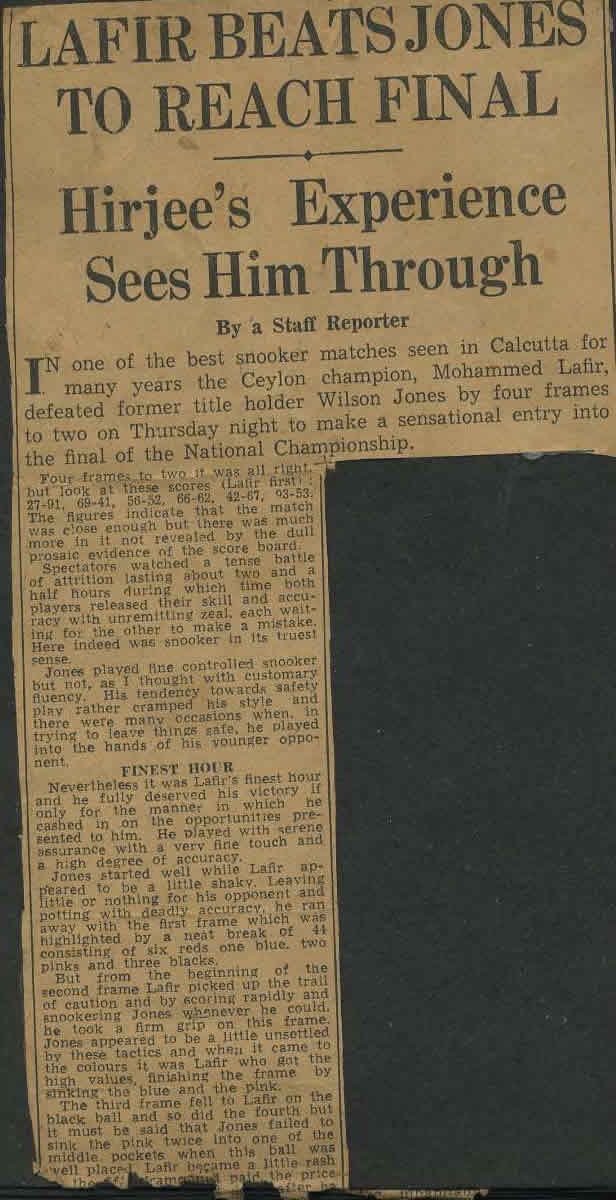 LAFIR BEATS JONES
TO REACH FINAL
Hirjee's Experience
Sees Him Through
By a Staff Reporter
IN one of the best snooker matches seen in Calcutta for
many years the Ceylon champion, Mohammed Lafir,
defeated former title holder Wilson Jones by four frames
to two on Thursday night to make a sensational entry into
the final of the National Championship.
Four frames to two it was all right,
but look at these scores (Lafir first):
27-91, 69-41, 56-52, 66-62, 42-67, 93-53.
The figures indicate that the match
was close enough but there was much
more in it not revealed by the dull
prosaic evidence of the score board.
Spectators watched a tense battle
of attrition lasting about two and a
half hours during which time both
players released their skill and accu-
racy with unremitting zeal, each wait-
ing for the other to make a mistake.
Here indeed was snooker in its truest
sense.
Jones played fine controlled snooker
but not, as I thought with customary
fluency. His tendency towards safety
play rather cramped his style and
there were many occasions when, in
trying to leave things safe, he played
into the hands of his younger oppo-
nent.
FINEST HOUR
Nevertheless it was Lafir's finest hour
and he fully deserved his victory if
only for the manner in which he
cashed in on the opportunities pre-
sented to him. He played with serene
assurance with a very fine touch and
a high degree of accuracy.
Jones started well while Lafir ap-
peared to be a little shaky. Leaving
little or nothing for his opponent and
potting with deadly accuracy, he ran
away with the first frame which was
highlighted by a neat break of 44
consisting of six reds one blue, two
pinks and three blacks.
But from the beginning of the
second frame Lafir picked up the trail
of caution and by scoring rapidly and
snookering Jones whenever he could,
he took a firm grip on this frame.
Jones appeared to be a little unsettled
by these tactics and when it came to
the colours it was Lafir who got the
high values, finishing the frame by
sinking the blue and the pink.
The third frame fell to Lafir on the
black ball and so did the fourth but
it must be said that Jones failed to
sink the pink twice into one of the
middle pockets when this ball was
well placed. Lafir became a little rash
the paid the price
after he